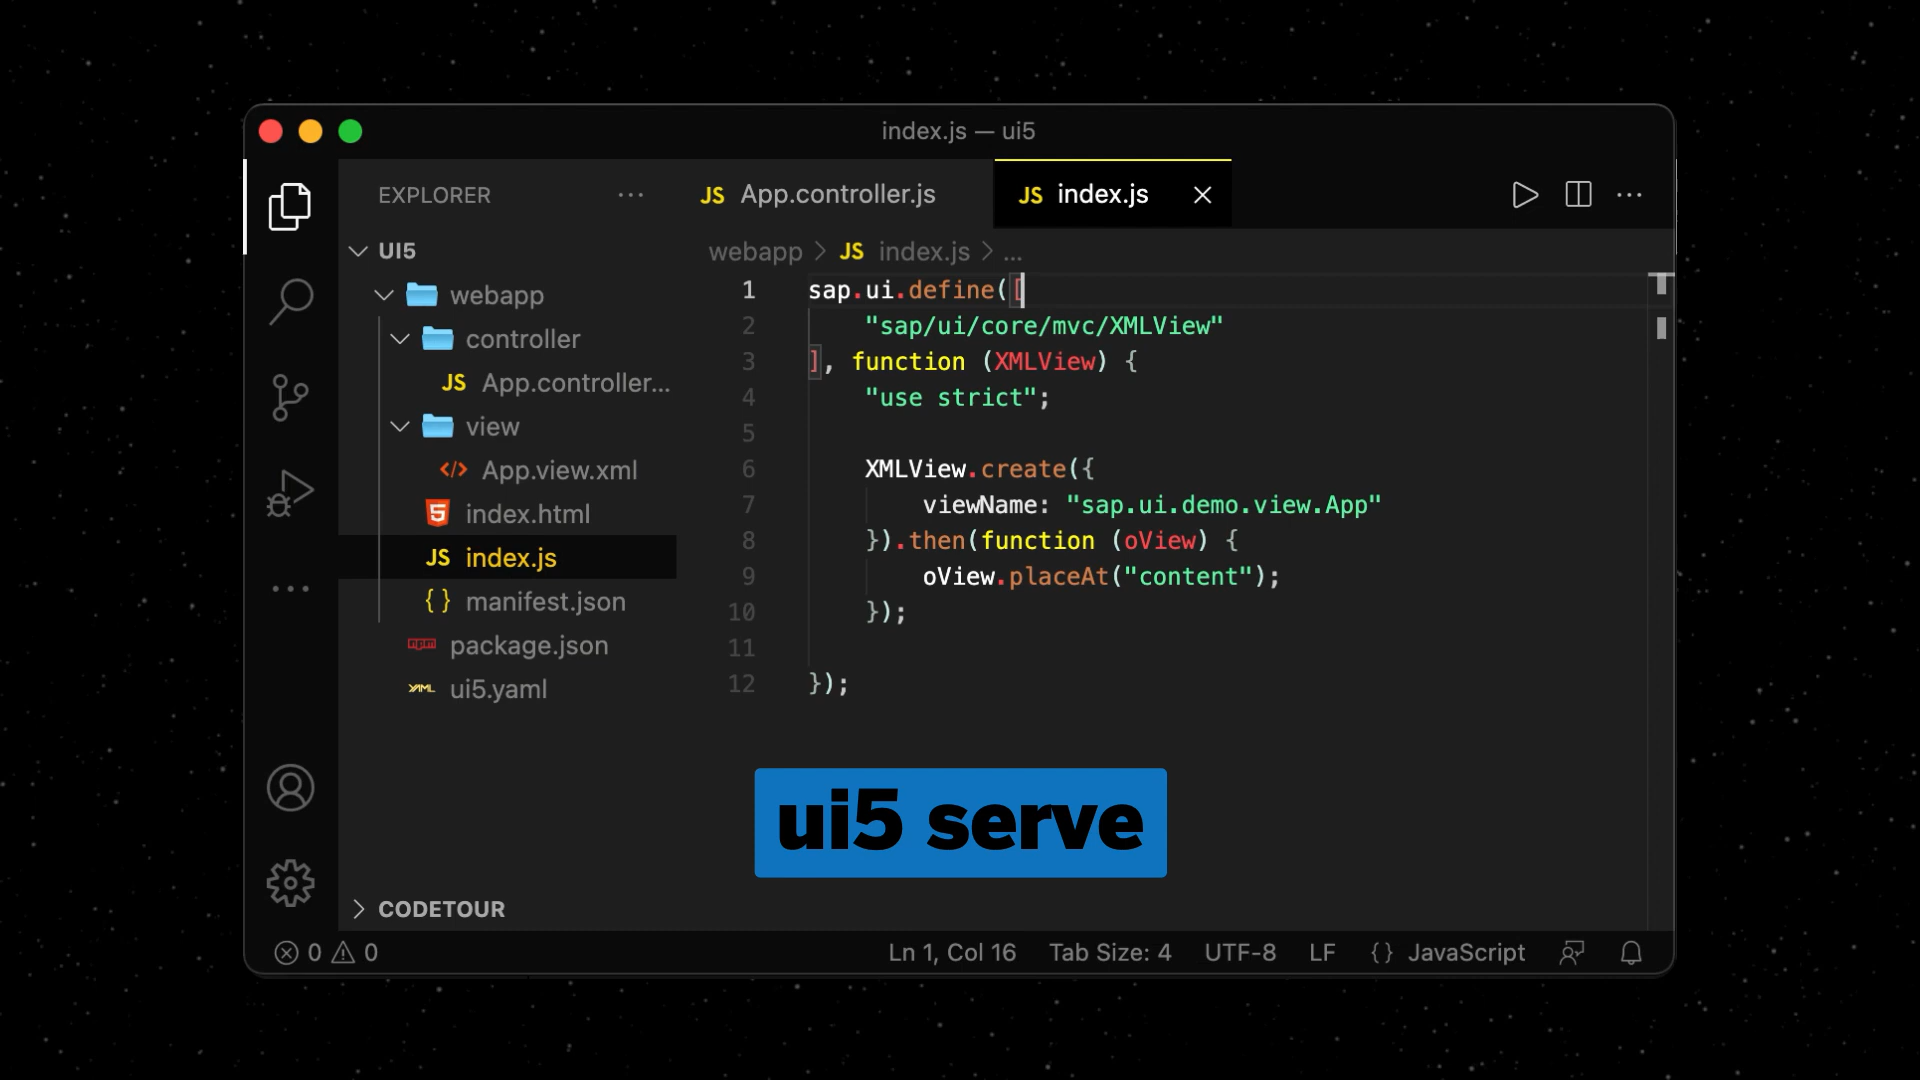 index.js — ui5
EXPLORER
JS App.controller.js
JS index.js
UI5
webapp
controller
JS App.controller...
view
App.view.xml
index.html
JS index.js
{ } manifest.json
package.json
YAML ui5.yaml
CODETOUR
webapp > JS index.js > ...
1 sap.ui.define([
2 "sap/ui/core/mvc/XMLView"
3 ], function (XMLView) {
4 "use strict";
5
6 XMLView.create({
7 viewName: "sap.ui.demo.view.App"
8 }).then(function (oView) {
9 oView.placeAt("content");
10 });
11
12 });
ui5 serve
0 0
Ln 1, Col 16 Tab Size: 4 UTF-8 LF {} JavaScript